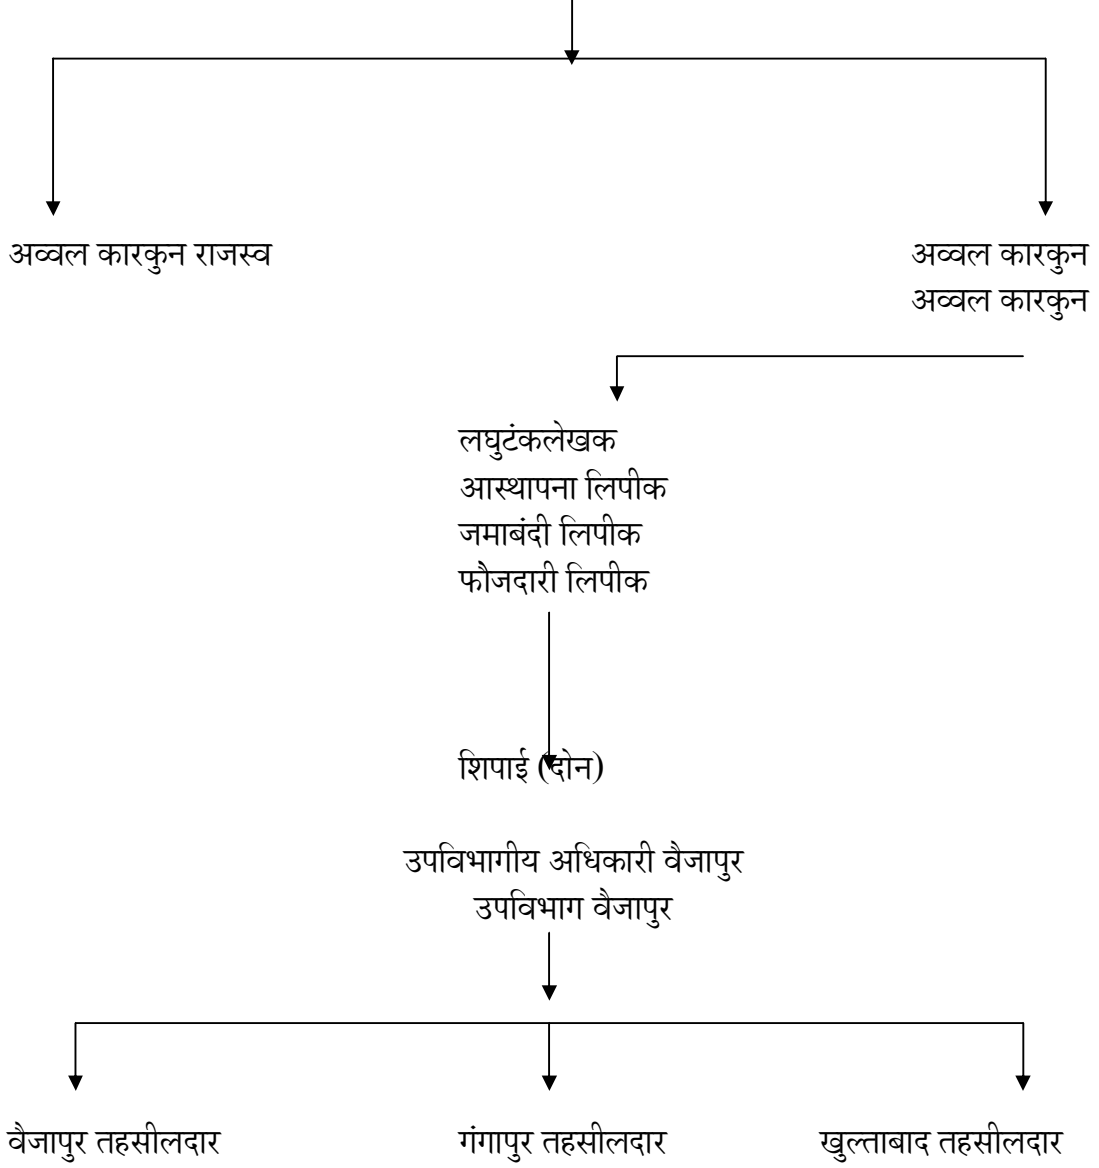 अव्वल कारकुन राजस्व
अव्वल कारकुन
अव्वल कारकुन
लघुटंकलेखक
आस्थापना लिपीक
जमाबंदी लिपीक
फौजदारी लिपीक
शिपाई (दोन)
उपविभागीय अधिकारी वैजापुर
उपविभाग वैजापुर
वैजापुर तहसीलदार
गंगापुर तहसीलदार
खुल्ताबाद तहसीलदार